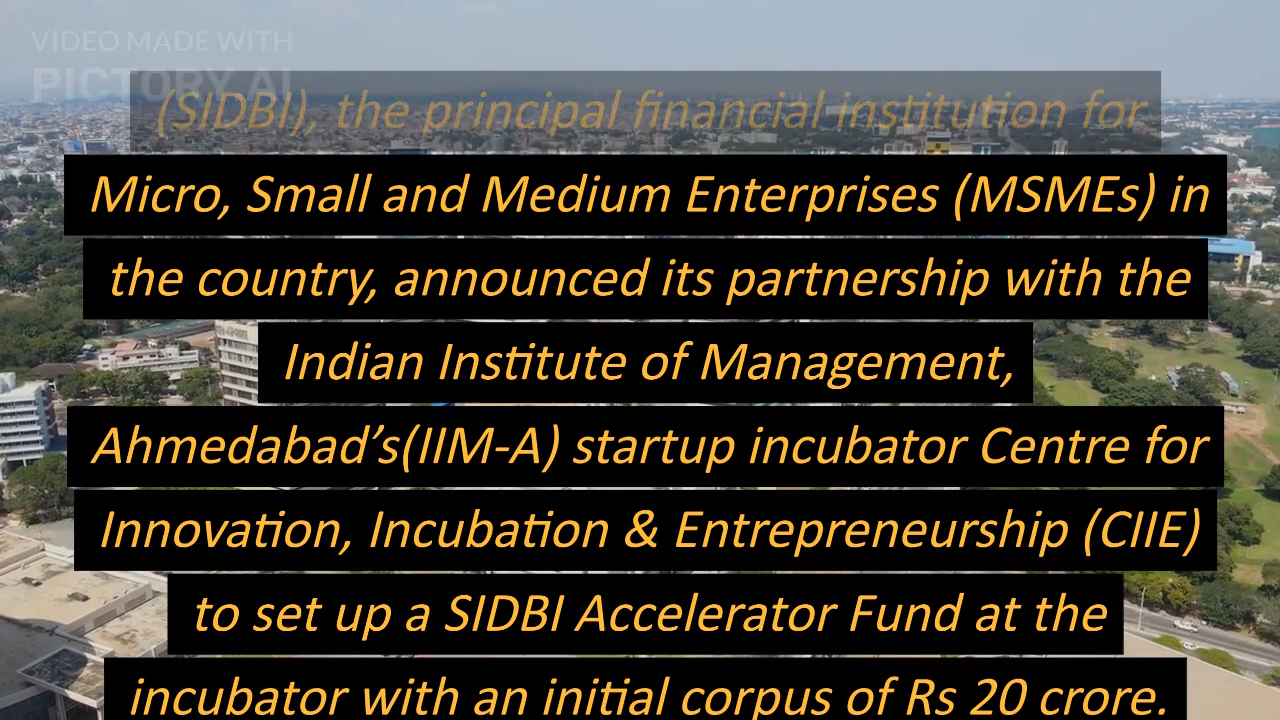 VIDEO MADE WITH
PICTORY.AI
(SIDBI), the principal financial institution for
Micro, Small and Medium Enterprises (MSMEs) in
the country, announced its partnership with the
Indian Institute of Management,
Ahmedabad’s(IIM-A) startup incubator Centre for
Innovation, Incubation & Entrepreneurship (CIIE)
to set up a SIDBI Accelerator Fund at the
incubator with an initial corpus of Rs 20 crore.